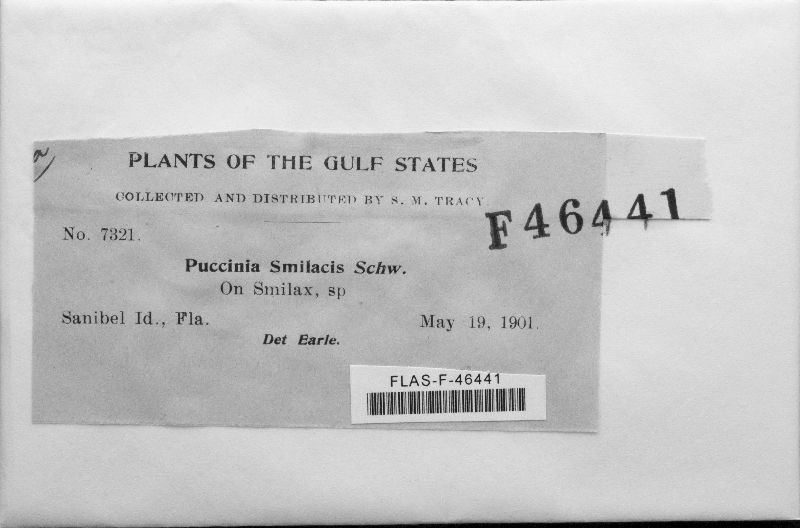 PLANTS OF THE GULF STATES
COLLECTED AND DISTRIBUTED BY S. M. TRACY
F46441
No. 7321.
Puccinia Smilacis Schw.
On Smilax, sp
Sanibel Id., Fla.
May 19, 1901.
Det Earle.
FLAS-F-46441